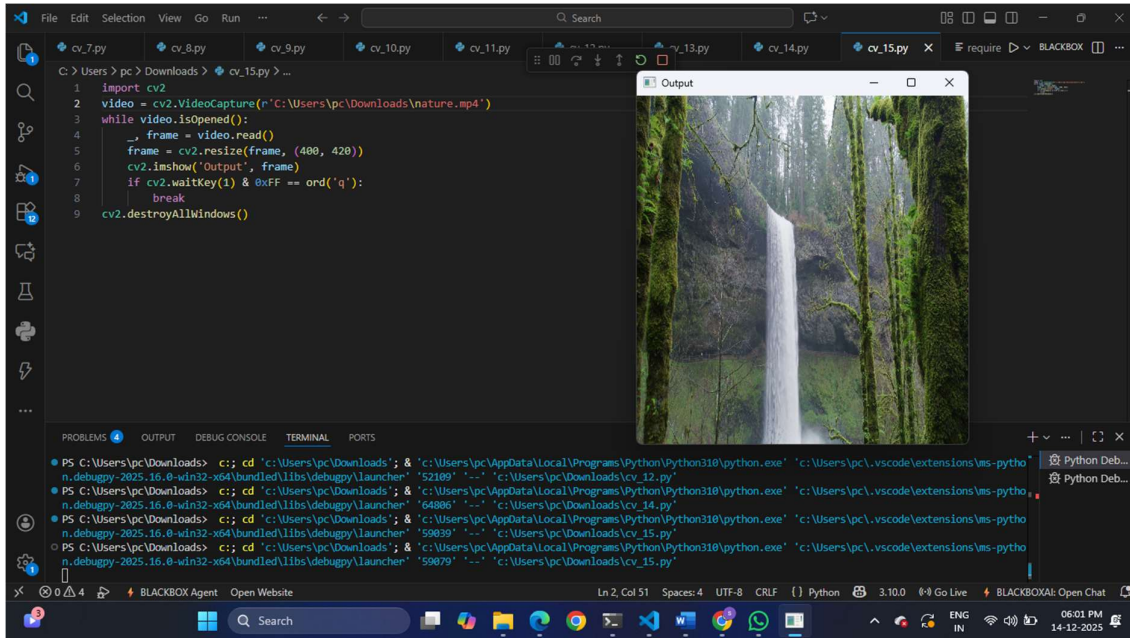 File Edit Selection View Go Run ···
Search
cv_7.py cv_8.py cv_9.py cv_10.py cv_11.py cv_13.py cv_14.py cv_15.py require BLACKBOX
C: > Users > pc > Downloads > cv_15.py > ...
1 import cv2
2 video = cv2.VideoCapture(r'C:\Users\pc\Downloads\nature.mp4')
3 while video.isOpened():
4 _, frame = video.read()
5 frame = cv2.resize(frame, (400, 420))
6 cv2.imshow('Output', frame)
7 if cv2.waitKey(1) & 0xFF == ord('q'):
8 break
9 cv2.destroyAllWindows()
Output
PROBLEMS 4 OUTPUT DEBUG CONSOLE TERMINAL PORTS
PS C:\Users\pc\Downloads> c:; cd 'c:\Users\pc\Downloads'; & 'c:\Users\pc\AppData\Local\Programs\Python\Python310\python.exe' 'c:\Users\pc\.vscode\extensions\ms-pytho
n.debugpy-2025.16.0-win32-x64\bundled\libs\debugpy\launcher' '52109' '--' 'c:\Users\pc\Downloads\cv_12.py'
PS C:\Users\pc\Downloads> c:; cd 'c:\Users\pc\Downloads'; & 'c:\Users\pc\AppData\Local\Programs\Python\Python310\python.exe' 'c:\Users\pc\.vscode\extensions\ms-pytho
n.debugpy-2025.16.0-win32-x64\bundled\libs\debugpy\launcher' '64806' '--' 'c:\Users\pc\Downloads\cv_14.py'
PS C:\Users\pc\Downloads> c:; cd 'c:\Users\pc\Downloads'; & 'c:\Users\pc\AppData\Local\Programs\Python\Python310\python.exe' 'c:\Users\pc\.vscode\extensions\ms-pytho
n.debugpy-2025.16.0-win32-x64\bundled\libs\debugpy\launcher' '59039' '--' 'c:\Users\pc\Downloads\cv_15.py'
PS C:\Users\pc\Downloads> c:; cd 'c:\Users\pc\Downloads'; & 'c:\Users\pc\AppData\Local\Programs\Python\Python310\python.exe' 'c:\Users\pc\.vscode\extensions\ms-pytho
n.debugpy-2025.16.0-win32-x64\bundled\libs\debugpy\launcher' '59079' '--' 'c:\Users\pc\Downloads\cv_15.py'
Python Deb...
Python Deb...
1
1
12
1
0 4 BLACKBOX Agent Open Website Ln 2, Col 51 Spaces: 4 UTF-8 CRLF { } Python 3.10.0 Go Live BLACKBOXAI: Open Chat
3 Search ENG 06:01 PM
IN 14-12-2025